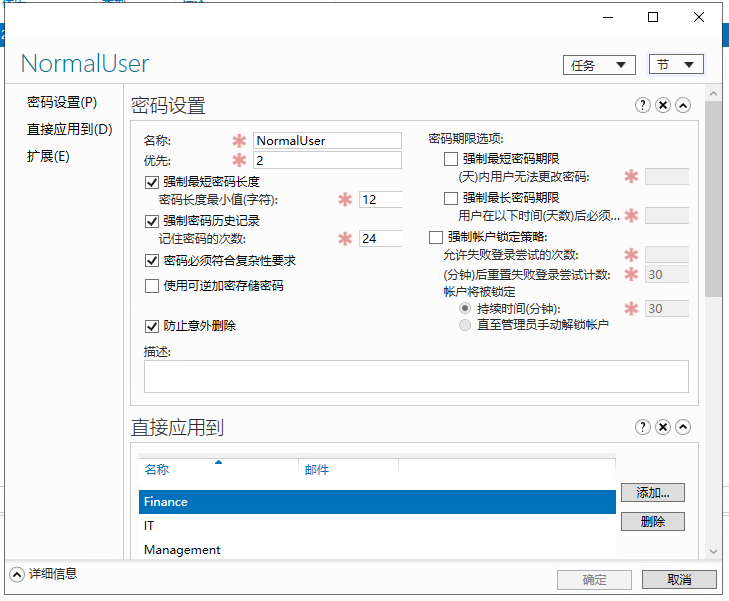 NormalUser
任务
节
密码设置(P)
直接应用到(D)
扩展(E)
密码设置
名称:
NormalUser
优先:
2
强制最短密码长度
密码长度最小值(字符):
12
强制密码历史记录
记住密码的次数:
24
密码必须符合复杂性要求
使用可逆加密存储密码
防止意外删除
密码期限选项:
强制最短密码期限
(天)内用户无法更改密码:
强制最长密码期限
用户在以下时间(天数)后必须...
强制帐户锁定策略:
允许失败登录尝试的次数:
(分钟)后重置失败登录尝试计数:
30
帐户将被锁定
持续时间(分钟):
30
直至管理员手动解锁帐户
描述:
直接应用到
名称
邮件
Finance
IT
Management
添加...
删除
详细信息
确定
取消